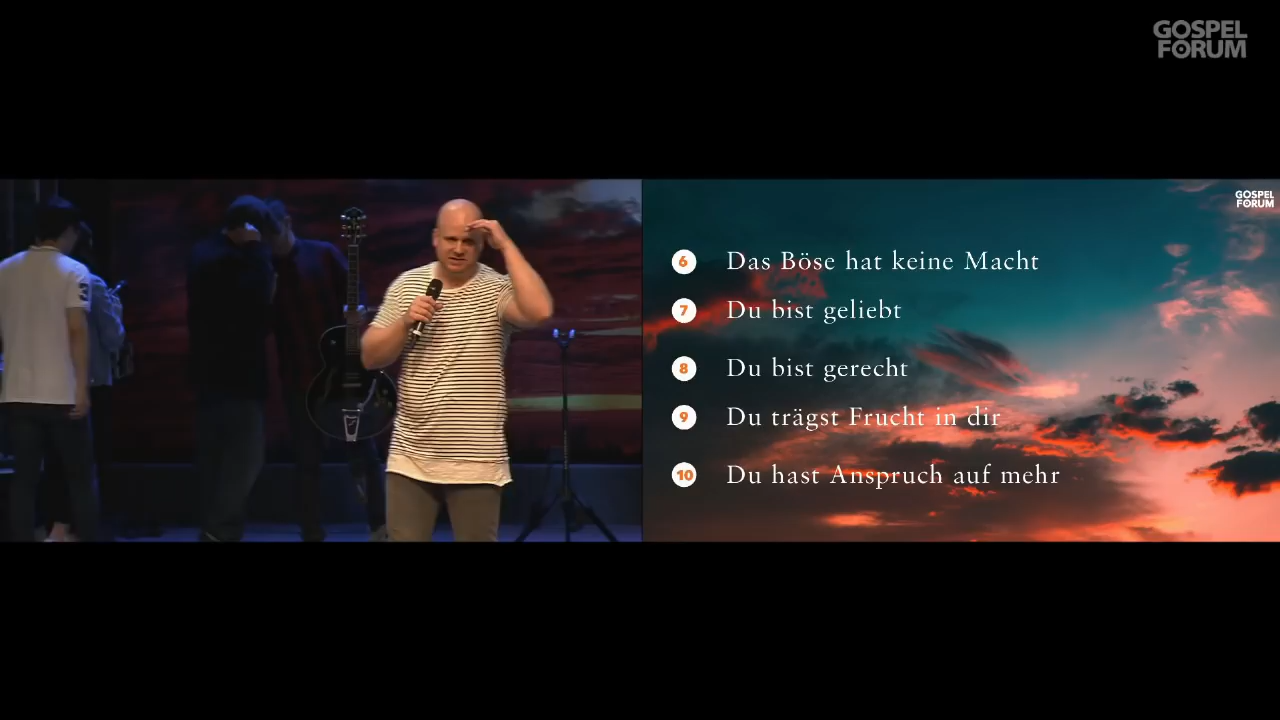 GOSPEL
FORUM
GOSPEL
FORUM
6 Das Böse hat keine Macht
7 Du bist geliebt
8 Du bist gerecht
9 Du trägst Frucht in dir
10 Du hast Anspruch auf mehr